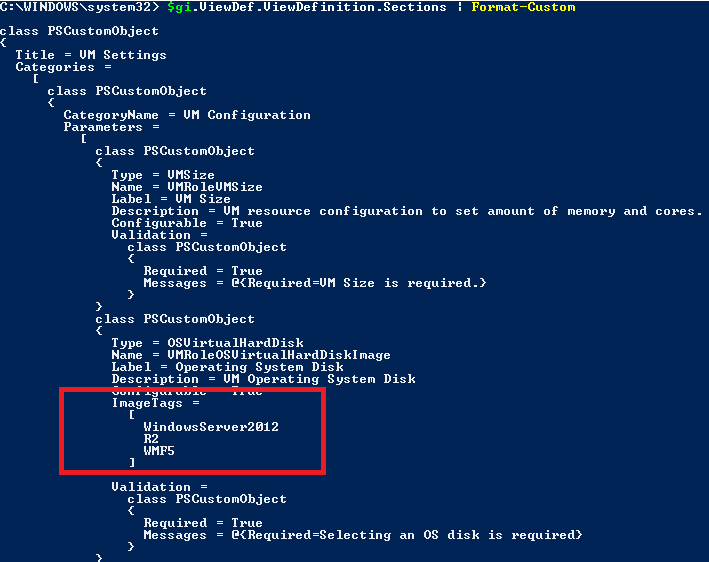 C:\WINDOWS\system32> $gi.ViewDef.ViewDefinition.Sections | Format-Custom
class PSCustomObject
{
Title = VM Settings
Categories =
[
class PSCustomObject
{
CategoryName = VM Configuration
Parameters =
[
class PSCustomObject
{
Type = VMSize
Name = VMRoleVMSize
Label = VM Size
Description = VM resource configuration to set amount of memory and cores.
Configurable = True
Validation =
class PSCustomObject
{
Required = True
Messages = @{Required=VM Size is required.}
}
}
class PSCustomObject
{
Type = OSVirtualHardDisk
Name = VMRoleOSVirtualHardDiskImage
Label = Operating System Disk
Description = VM Operating System Disk
Configurable = True
ImageTags =
[
WindowsServer2012
R2
WMF5
]
Validation =
class PSCustomObject
{
Required = True
Messages = @{Required=Selecting an OS disk is required}
}
}